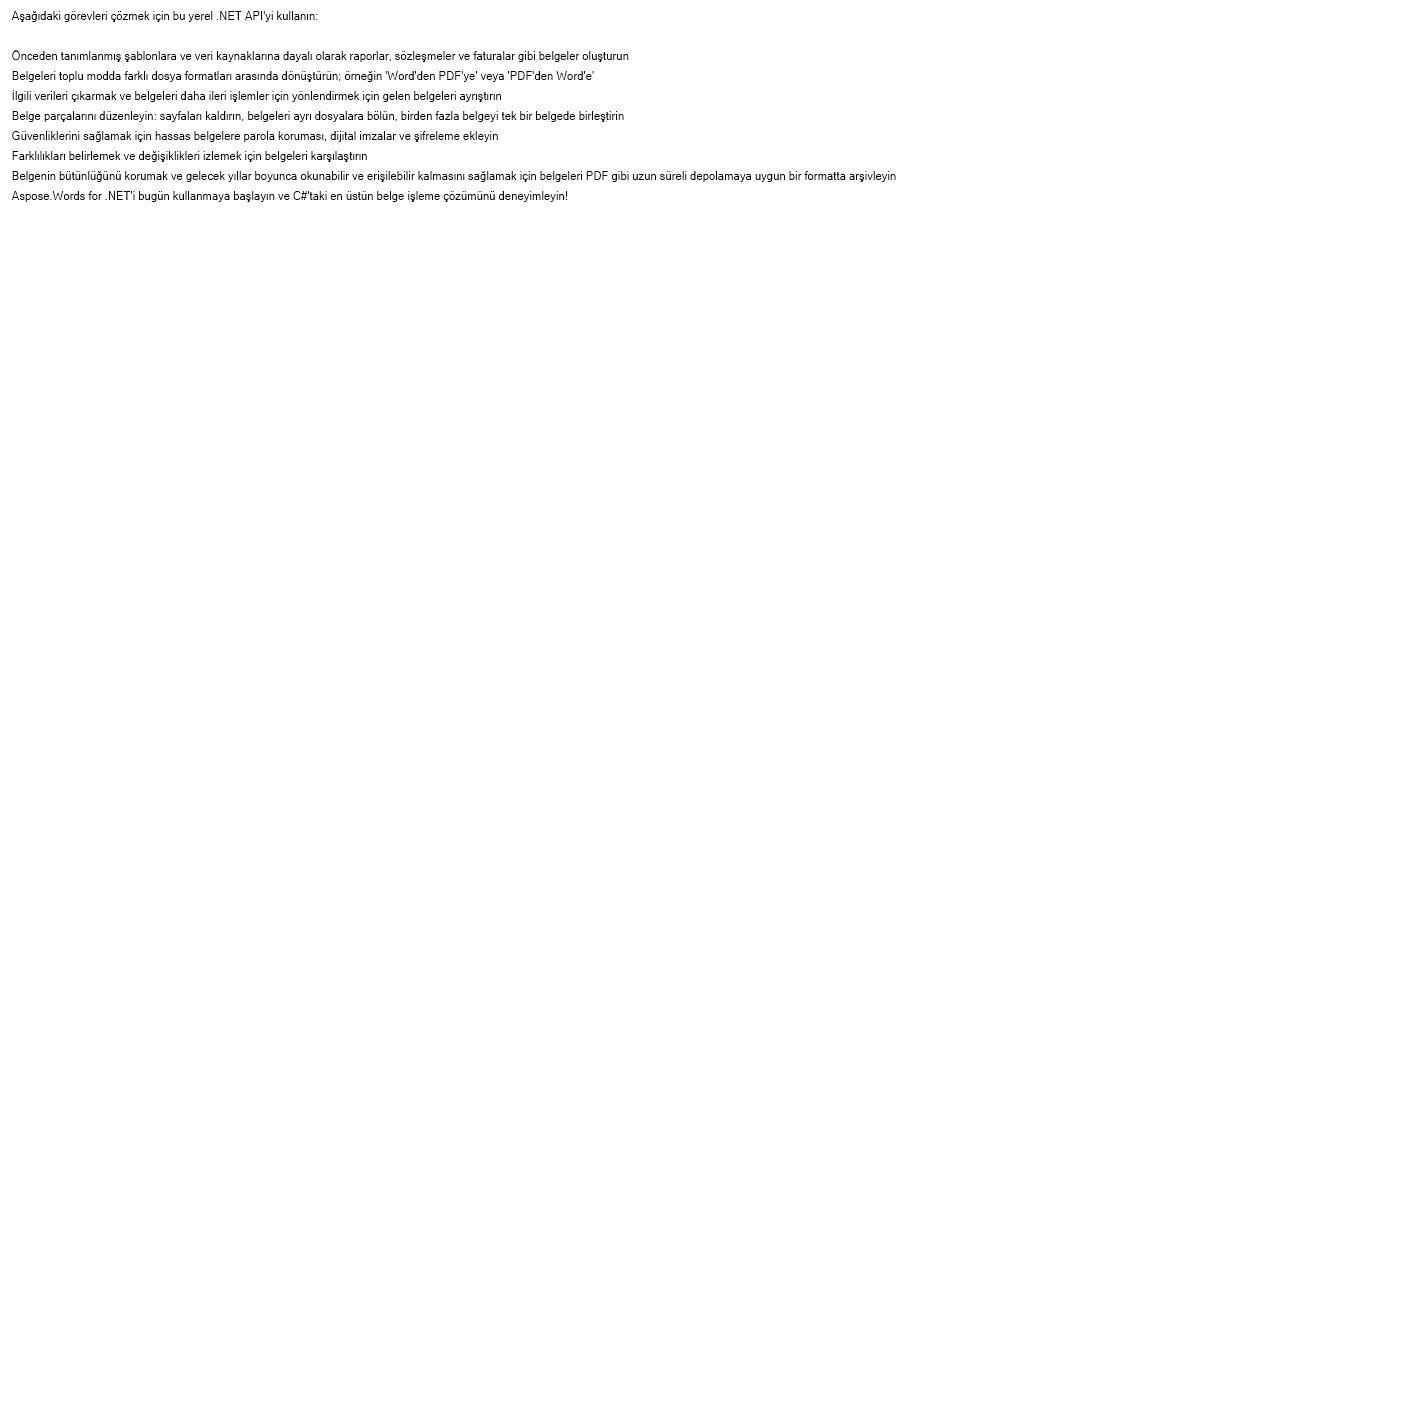 Aşağıdaki görevleri çözmek için bu yerel .NET API'yi kullanın:
Önceden tanımlanmış şablonlara ve veri kaynaklarına dayalı olarak raporlar, sözleşmeler ve faturalar gibi belgeler oluşturun
Belgeleri toplu modda farklı dosya formatları arasında dönüştürün; örneğin 'Word'den PDF'ye' veya 'PDF'den Word'e'
İlgili verileri çıkarmak ve belgeleri daha ileri işlemler için yönlendirmek için gelen belgeleri ayrıştırın
Belge parçalarını düzenleyin: sayfaları kaldırın, belgeleri ayrı dosyalara bölün, birden fazla belgeyi tek bir belgede birleştirin
Güvenliklerini sağlamak için hassas belgelere parola koruması, dijital imzalar ve şifreleme ekleyin
Farklılıkları belirlemek ve değişiklikleri izlemek için belgeleri karşılaştırın
Belgenin bütünlüğünü korumak ve gelecek yıllar boyunca okunabilir ve erişilebilir kalmasını sağlamak için belgeleri PDF gibi uzun süreli depolamaya uygun bir formatta arşivleyin
Aspose.Words for .NET'i bugün kullanmaya başlayın ve C#'taki en üstün belge işleme çözümünü deneyimleyin!